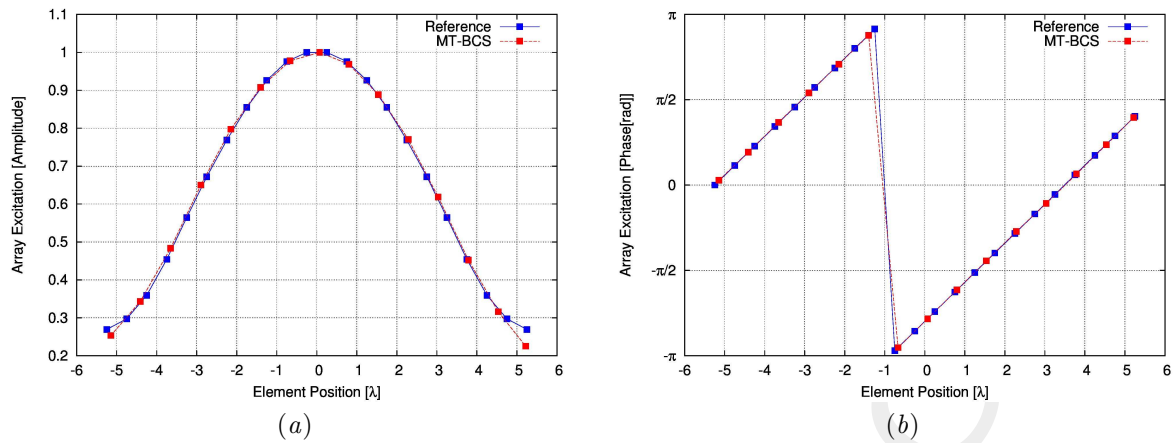 1.1
1
0.9
0.8
0.7
0.6
0.5
0.4
0.3
0.2
-6 -5 -4 -3 -2 -1 0 1 2 3 4 5 6
Array Excitation [Amplitude]
Element Position [λ]
Reference
MT-BCS
(a)
π
π/2
0
-π/2
-π
-6 -5 -4 -3 -2 -1 0 1 2 3 4 5 6
Array Excitation [Phase[rad]]
Element Position [λ]
Reference
MT-BCS
(b)